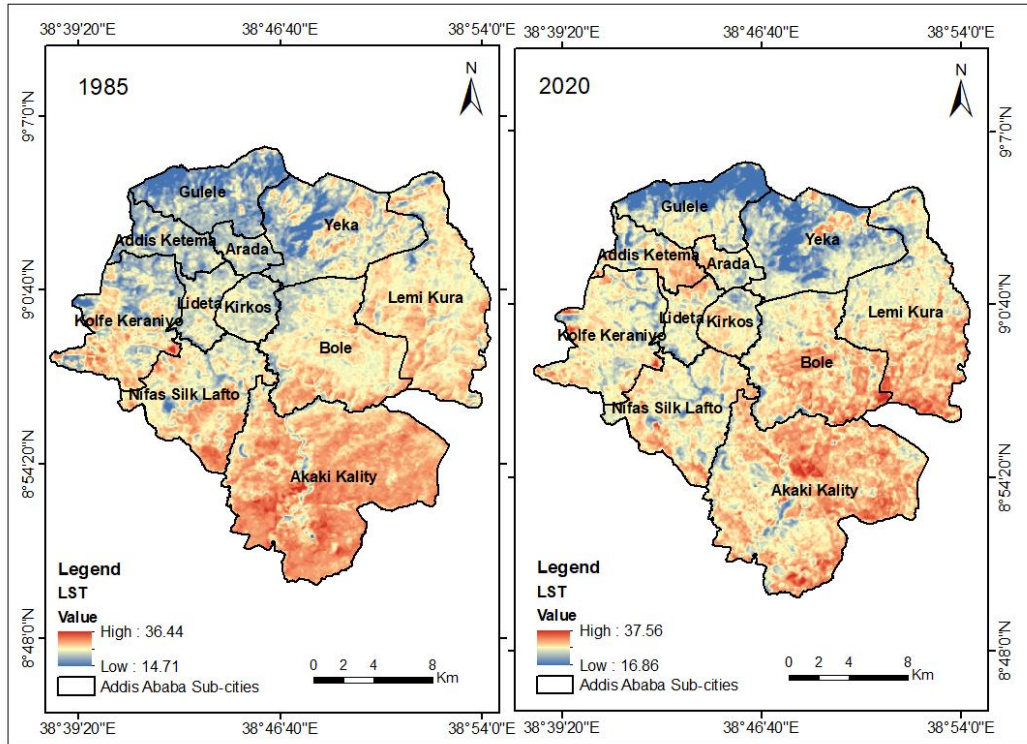 38°39'20"E 38°46'40"E 38°54'0"E
1985
N
9°7'0"N
9°0'40"N
8°54'20"N
8°48'0"N
Gulele
Yeka
Addis Ketema
Arada
Lideta
Kirkos
Lemi Kura
Kolfe Keraniyo
Bole
Nifas Silk Lafto
Akaki Kality
Legend
LST
Value
High : 36.44
Low : 14.71
Addis Ababa Sub-cities
0 2 4 8
Km
38°39'20"E 38°46'40"E 38°54'0"E
38°39'20"E 38°46'40"E 38°54'0"E
2020
N
9°7'0"N
9°0'40"N
8°54'20"N
8°48'0"N
Gulele
Yeka
Addis Ketema
Arada
Lemi Kura
Lideta
Kirkos
Kolfe Keraniyo
Bole
Nifas Silk Lafto
Akaki Kality
Legend
LST
Value
High : 37.56
Low : 16.86
Addis Ababa Sub-cities
0 2 4 8
Km
38°39'20"E 38°46'40"E 38°54'0"E